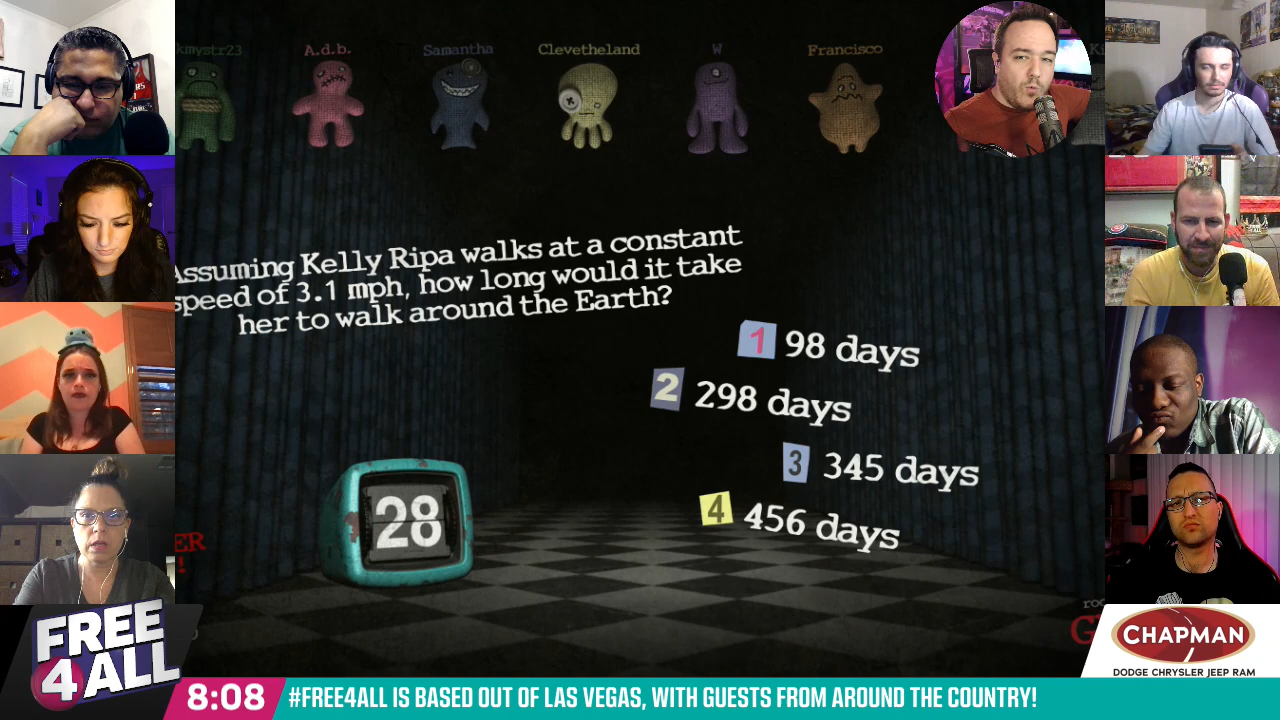 kmystr23
A.d.b.
Samantha
Clevetheland
W
Francisco
Assuming Kelly Ripa walks at a constant
speed of 3.1 mph, how long would it take
her to walk around the Earth?
1 98 days
2 298 days
3 345 days
4 456 days
28
ER
!
FREE
4 ALL
CHAPMAN
DODGE CHRYSLER JEEP RAM
8:08 #FREE4ALL IS BASED OUT OF LAS VEGAS, WITH GUESTS FROM AROUND THE COUNTRY!